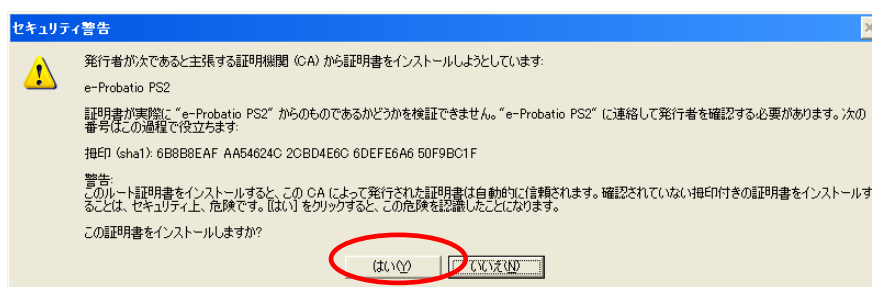 セキュリティ警告
発行者が次であると主張する証明機関 (CA) から証明書をインストールしようとしています:
e-Probatio PS2
証明書が実際に "e-Probatio PS2" からのものであるかどうかを検証できません。"e-Probatio PS2" に連絡して発行者を確認する必要があります。次の
番号はこの過程で役立ちます:
拇印 (sha1): 6B8B8EAF AA54624C 2CBD4E6C 6DEFE6A6 50F9BC1F
警告:
このルート証明書をインストールすると、この CA によって発行された証明書は自動的に信頼されます。確認されていない拇印付きの証明書をインストールす
ることは、セキュリティ上、危険です。[はい] をクリックすると、この危険を認識したことになります。
この証明書をインストールしますか?
はい(Y) いいえ(N)